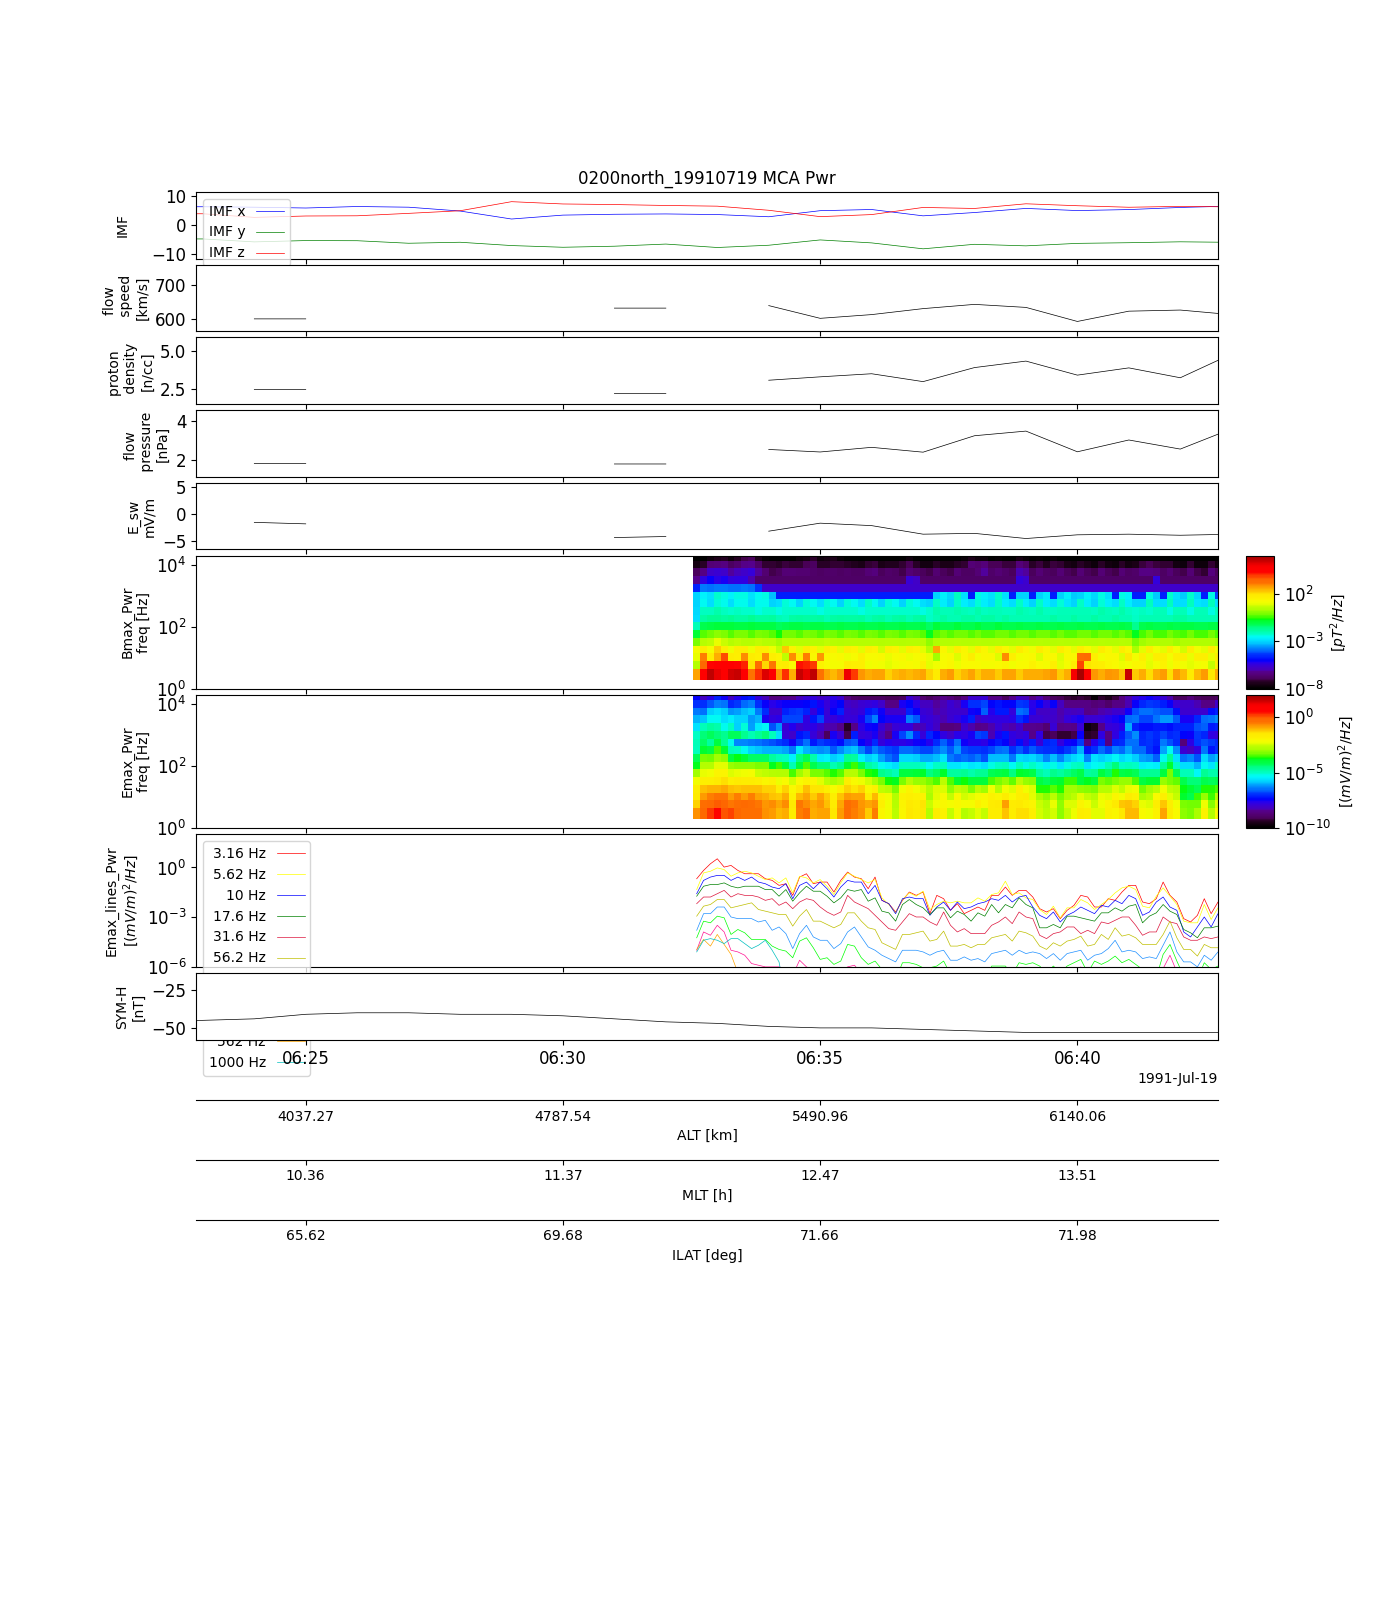 0200north_19910719 MCA Pwr
IMF
10
0
−10
IMF x
IMF y
IMF z
flow
speed
[km/s]
700
600
proton
density
[n/cc]
5.0
2.5
flow
pressure
[nPa]
4
2
E_sw
mV/m
5
0
−5
Bmax_Pwr
freq [Hz]
10^4
10^2
10^0
10^2
10^−3
10^−8
[pT^2/Hz]
Emax_Pwr
freq [Hz]
10^4
10^2
10^0
10^0
10^−5
10^−10
[(mV/m)^2/Hz]
Emax_lines_Pwr
[(mV/m)^2/Hz]
10^0
10^−3
10^−6
3.16 Hz
5.62 Hz
10 Hz
17.6 Hz
31.6 Hz
56.2 Hz
SYM-H
[nT]
−25
−50
562 Hz
1000 Hz
06:25 06:30 06:35 06:40
1991-Jul-19
4037.27 4787.54 5490.96 6140.06
ALT [km]
10.36 11.37 12.47 13.51
MLT [h]
65.62 69.68 71.66 71.98
ILAT [deg]